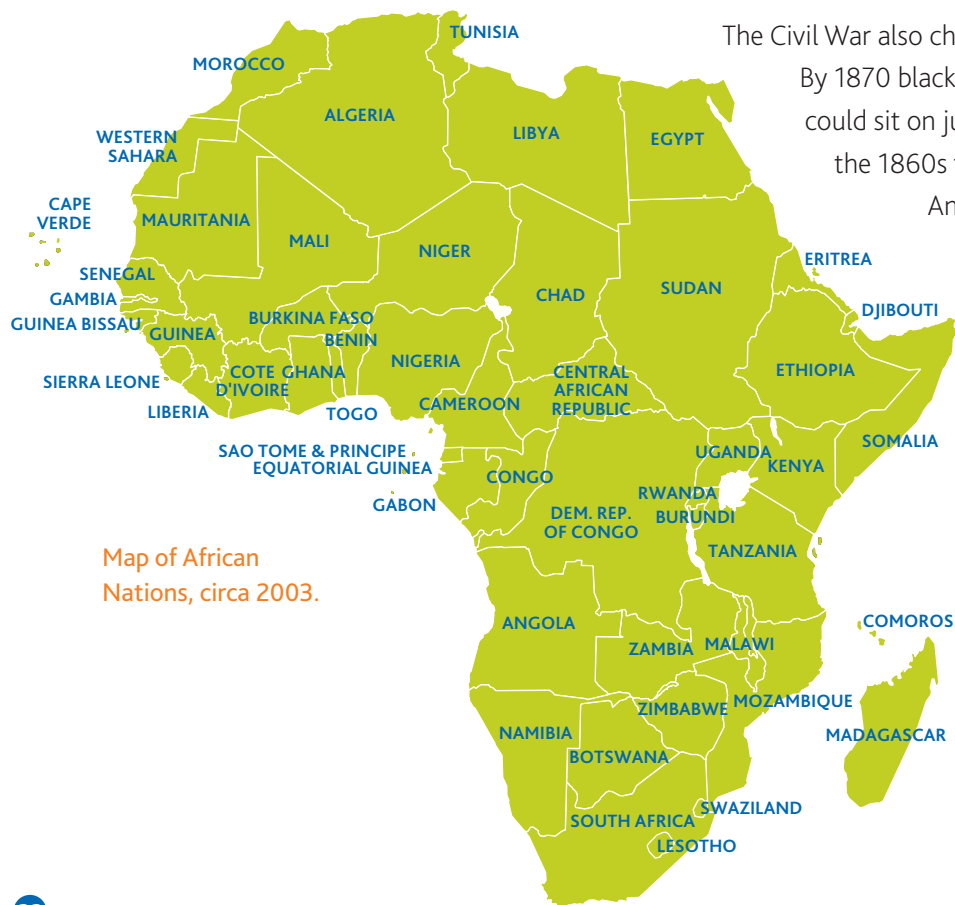 The Civil War also ch
By 1870 black
could sit on ju
the 1860s
An
TUNISIA
MOROCCO
ALGERIA
LIBYA
EGYPT
WESTERN
SAHARA
CAPE
VERDE
MAURITANIA
MALI
NIGER
CHAD
SUDAN
ERITREA
SENEGAL
GAMBIA
DJIBOUTI
GUINEA BISSAU
GUINEA
BURKINA FASO
BENIN
NIGERIA
ETHIOPIA
COTE
D'IVOIRE
GHANA
CENTRAL
AFRICAN
REPUBLIC
SIERRA LEONE
LIBERIA
TOGO
CAMEROON
SOMALIA
SAO TOME & PRINCIPE
EQUATORIAL GUINEA
UGANDA
KENYA
CONGO
GABON
RWANDA
BURUNDI
DEM. REP.
OF CONGO
TANZANIA
Map of African
Nations, circa 2003.
ANGOLA
COMOROS
ZAMBIA
MALAWI
MOZAMBIQUE
ZIMBABWE
NAMIBIA
MADAGASCAR
BOTSWANA
SWAZILAND
SOUTH AFRICA
LESOTHO